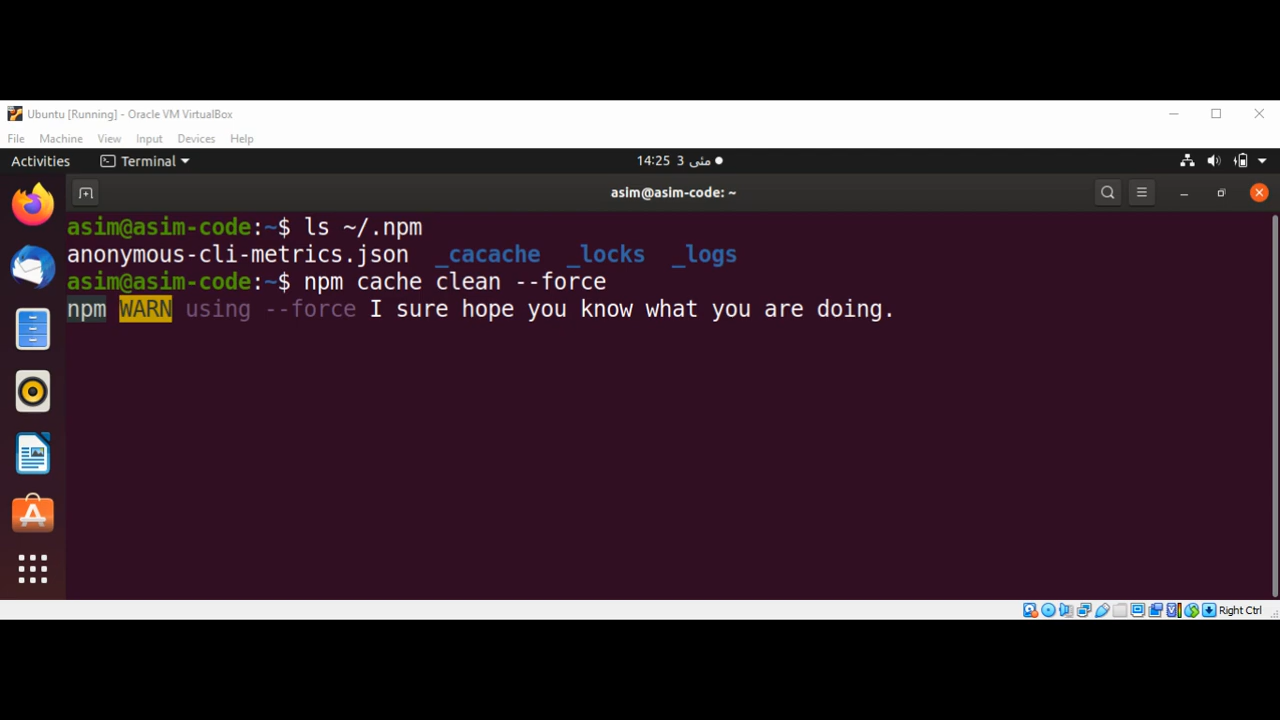 Ubuntu [Running] - Oracle VM VirtualBox
File Machine View Input Devices Help
Activities Terminal 14:25 3 مئی
asim@asim-code: ~
asim@asim-code:~$ ls ~/.npm
anonymous-cli-metrics.json _cacache _locks _logs
asim@asim-code:~$ npm cache clean --force
npm WARN using --force I sure hope you know what you are doing.
Right Ctrl